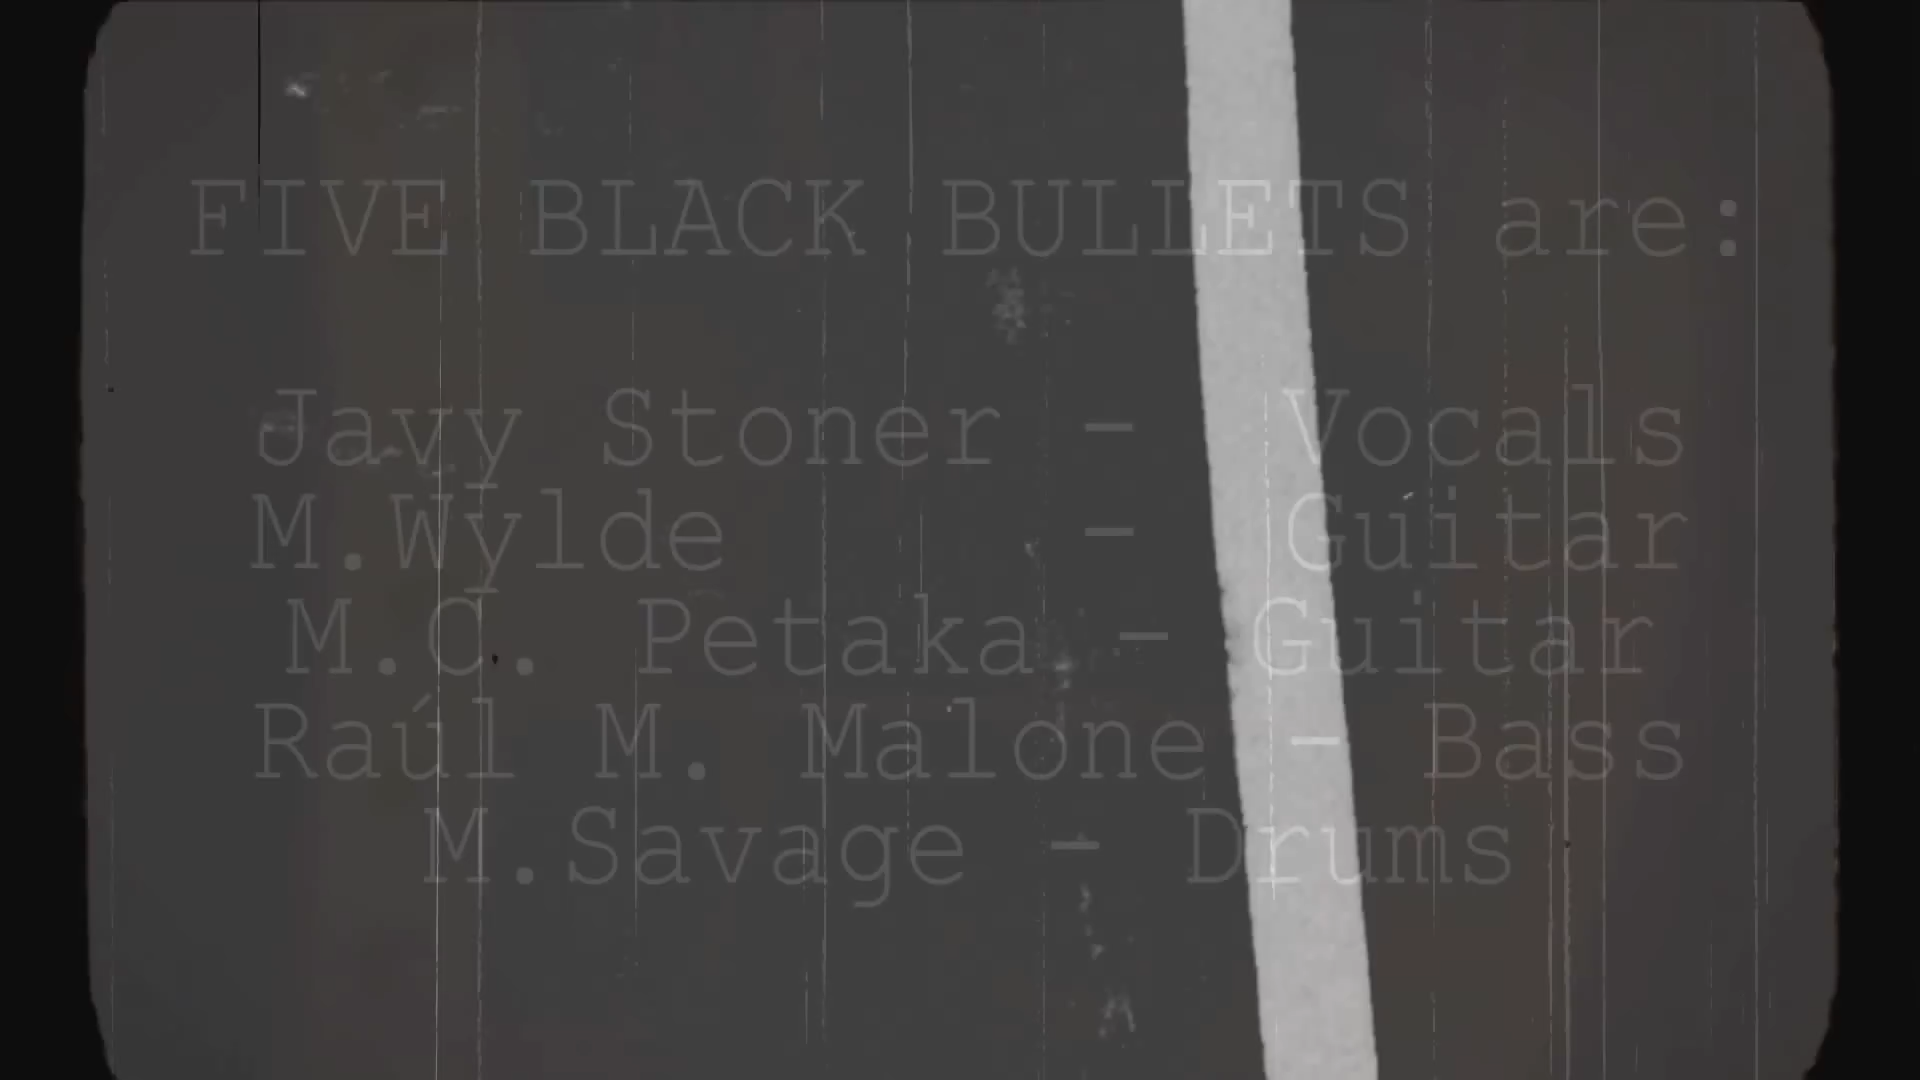 FIVE BLACK BULLETS are:
Javy Stoner - Vocals
M.Wylde - Guitar
M.C. Petaka - Guitar
Raúl M. Malone - Bass
M.Savage - Drums